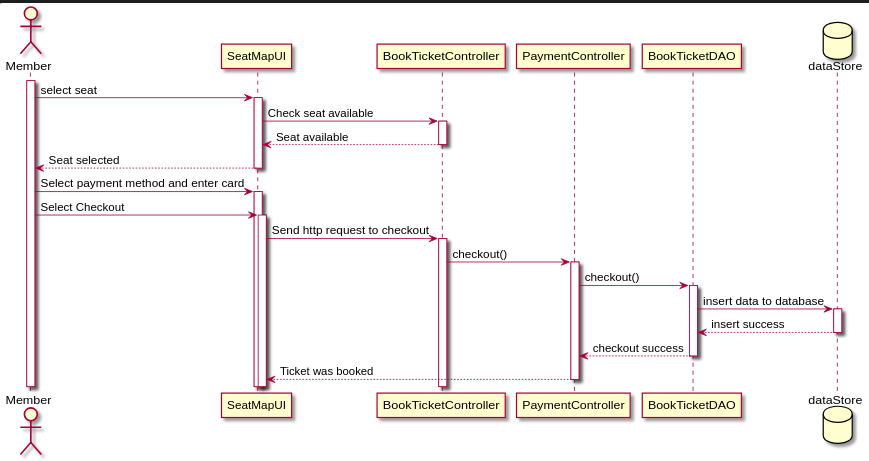 SeatMapUI
BookTicketController
PaymentController
BookTicketDAO
Member
dataStore
select seat
Check seat available
Seat available
Seat selected
Select payment method and enter card
Select Checkout
Send http request to checkout
checkout()
checkout()
insert data to database
insert success
checkout success
Ticket was booked
Member
SeatMapUI
BookTicketController
PaymentController
BookTicketDAO
dataStore